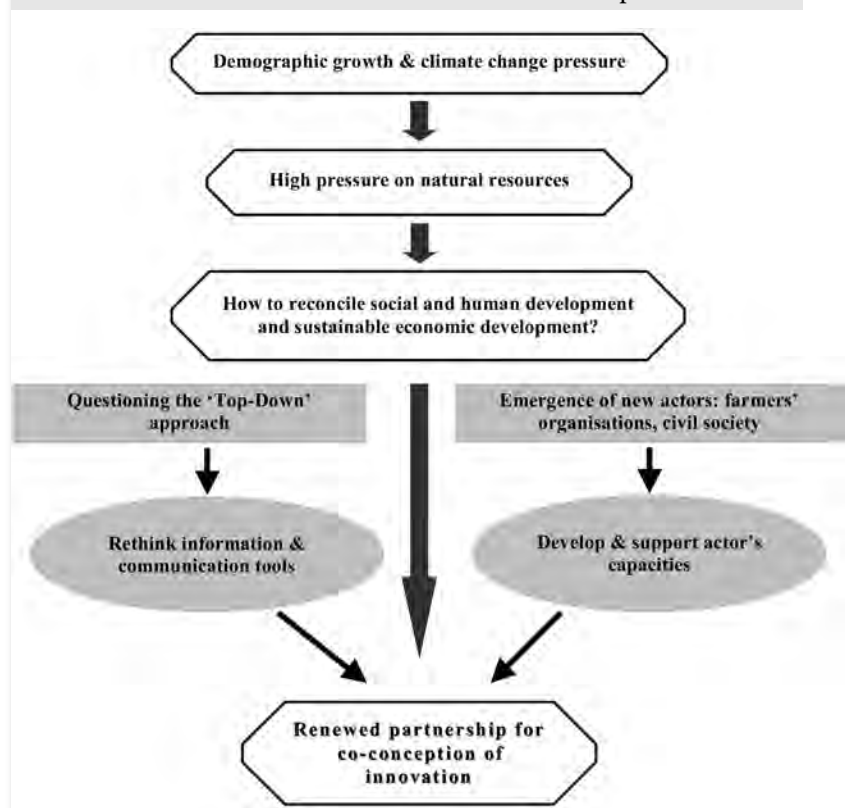 Demographic growth & climate change pressure
High pressure on natural resources
How to reconcile social and human development
and sustainable economic development?
Questioning the ‘Top-Down’
approach
Emergence of new actors: farmers’
organisations, civil society
Rethink information &
communication tools
Develop & support actor’s
capacities
Renewed partnership for
co-conception of
innovation